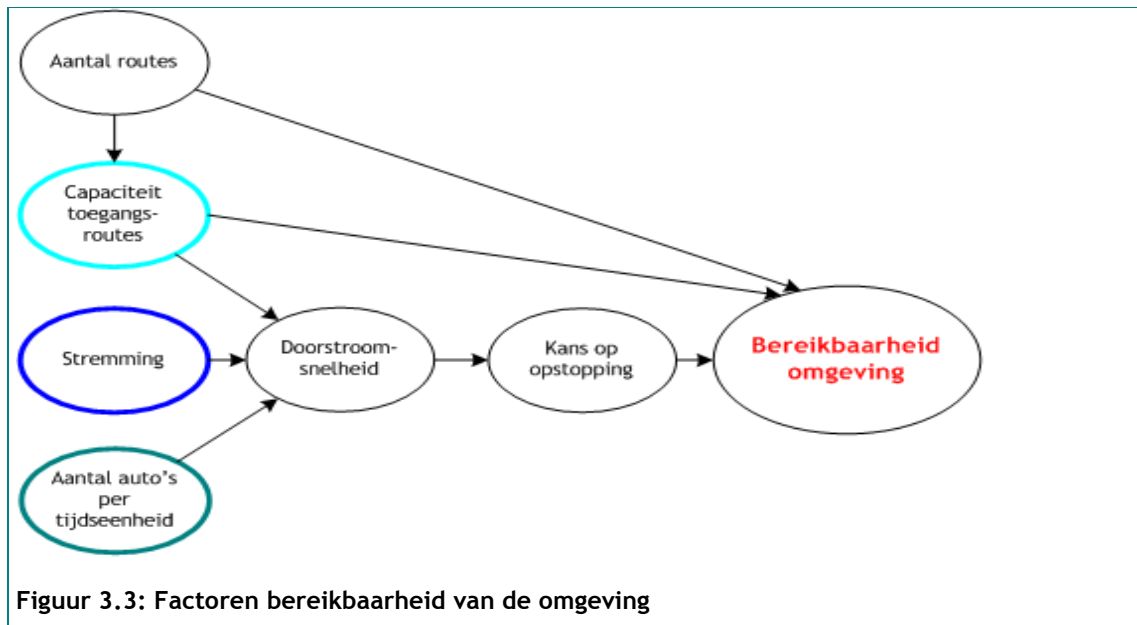 Aantal routes
Capaciteit
toegangs-
routes
Stremming
Doorstroom-
snelheid
Kans op
opstopping
Bereikbaarheid
omgeving
Aantal auto's
per
tijdseenheid
Figuur 3.3: Factoren bereikbaarheid van de omgeving